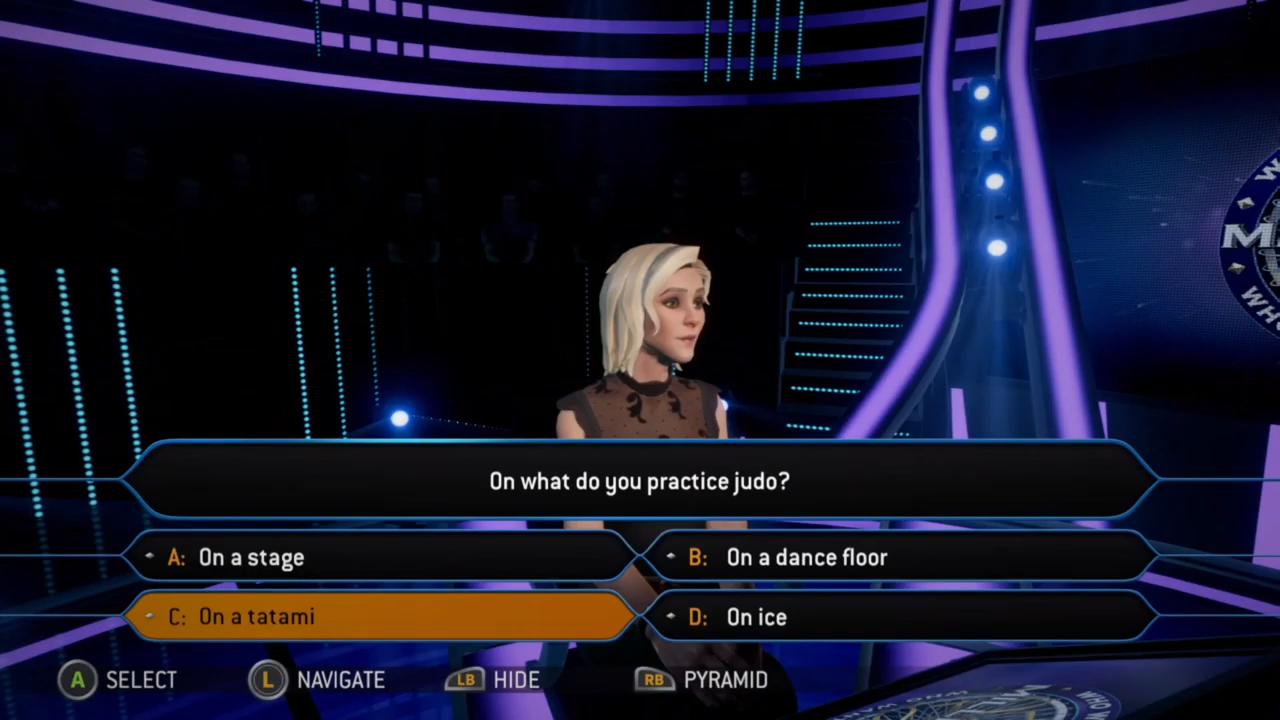 On what do you practice judo?
A: On a stage
B: On a dance floor
C: On a tatami
D: On ice
A SELECT
L NAVIGATE
LB HIDE
RB PYRAMID